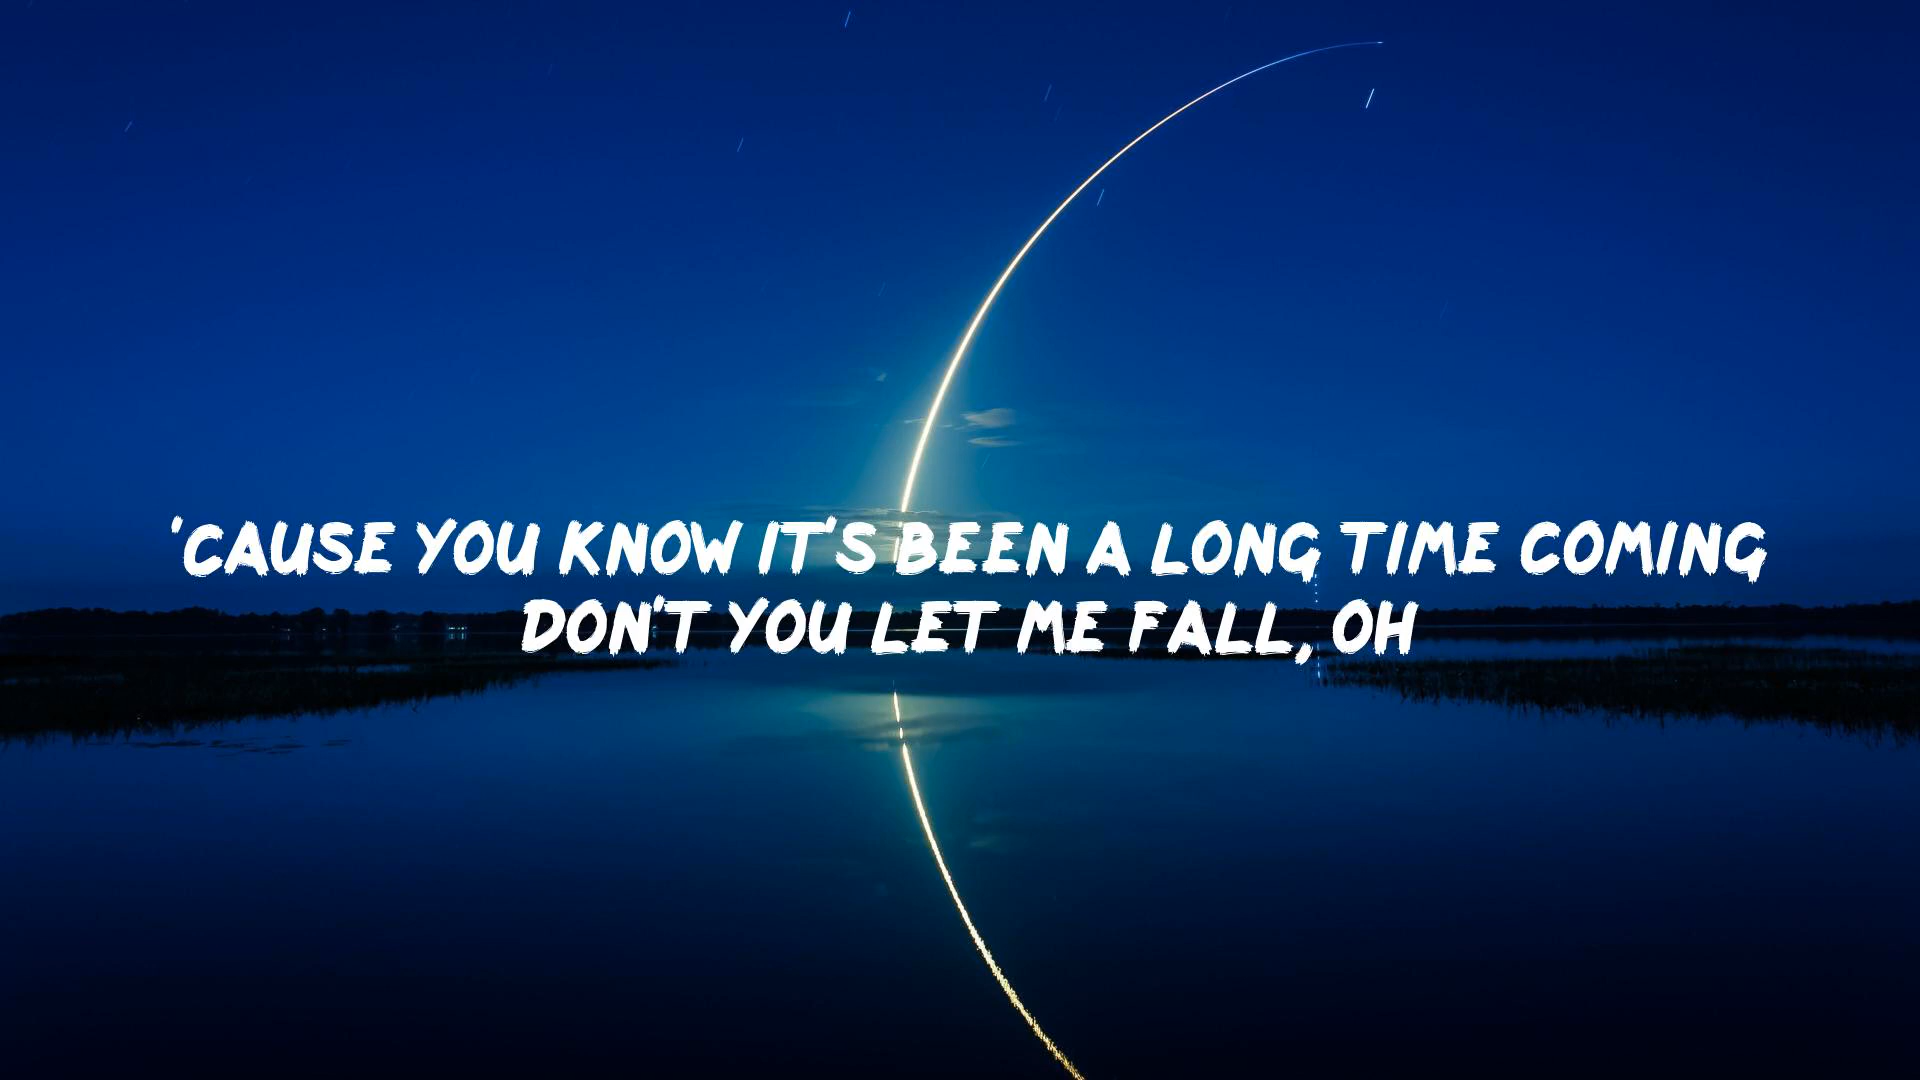 'CAUSE YOU KNOW IT'S BEEN A LONG TIME COMING
DON'T YOU LET ME FALL, OH